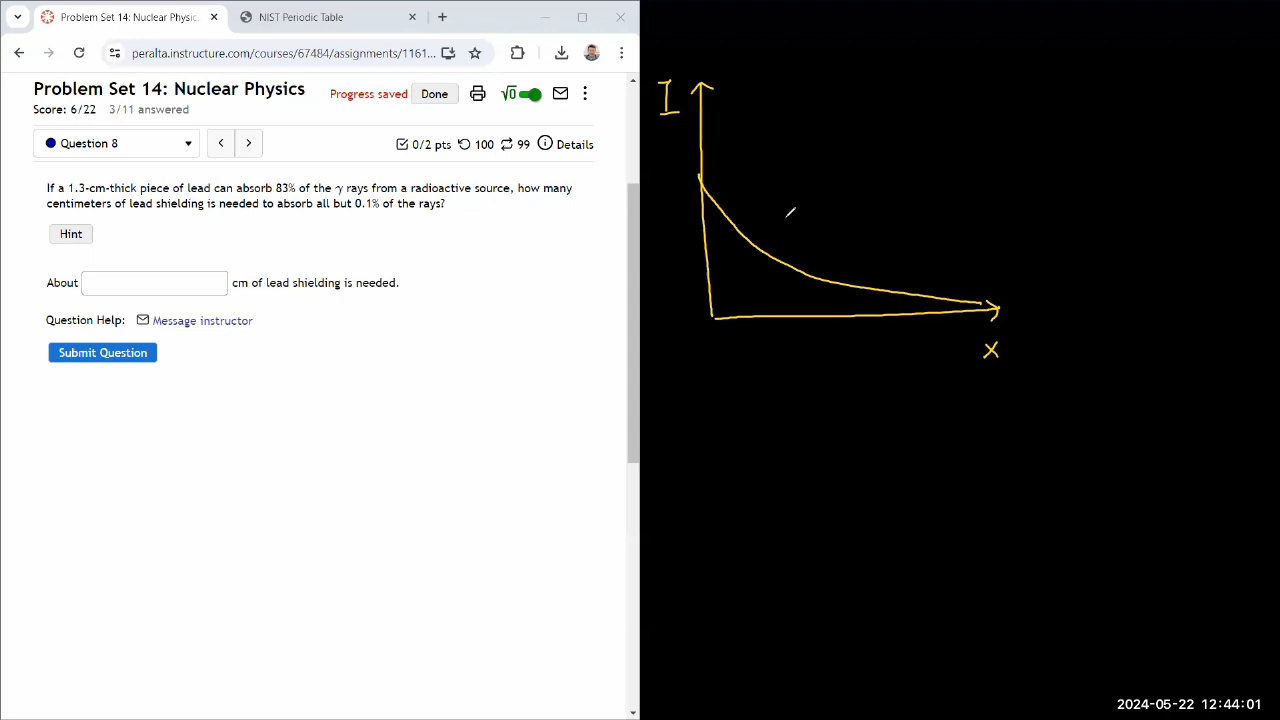 Problem Set 14: Nuclear Physic
NIST Periodic Table
peralta.instructure.com/courses/67484/assignments/1161...
Problem Set 14: Nuclear Physics
Progress saved
Done
√0
Score: 6/22 3/11 answered
Question 8
0/2 pts 100 99 Details
If a 1.3-cm-thick piece of lead can absorb 83% of the γ rays from a radioactive source, how many
centimeters of lead shielding is needed to absorb all but 0.1% of the rays?
Hint
About cm of lead shielding is needed.
Question Help: Message instructor
Submit Question
I
x
2024-05-22 12:44:01